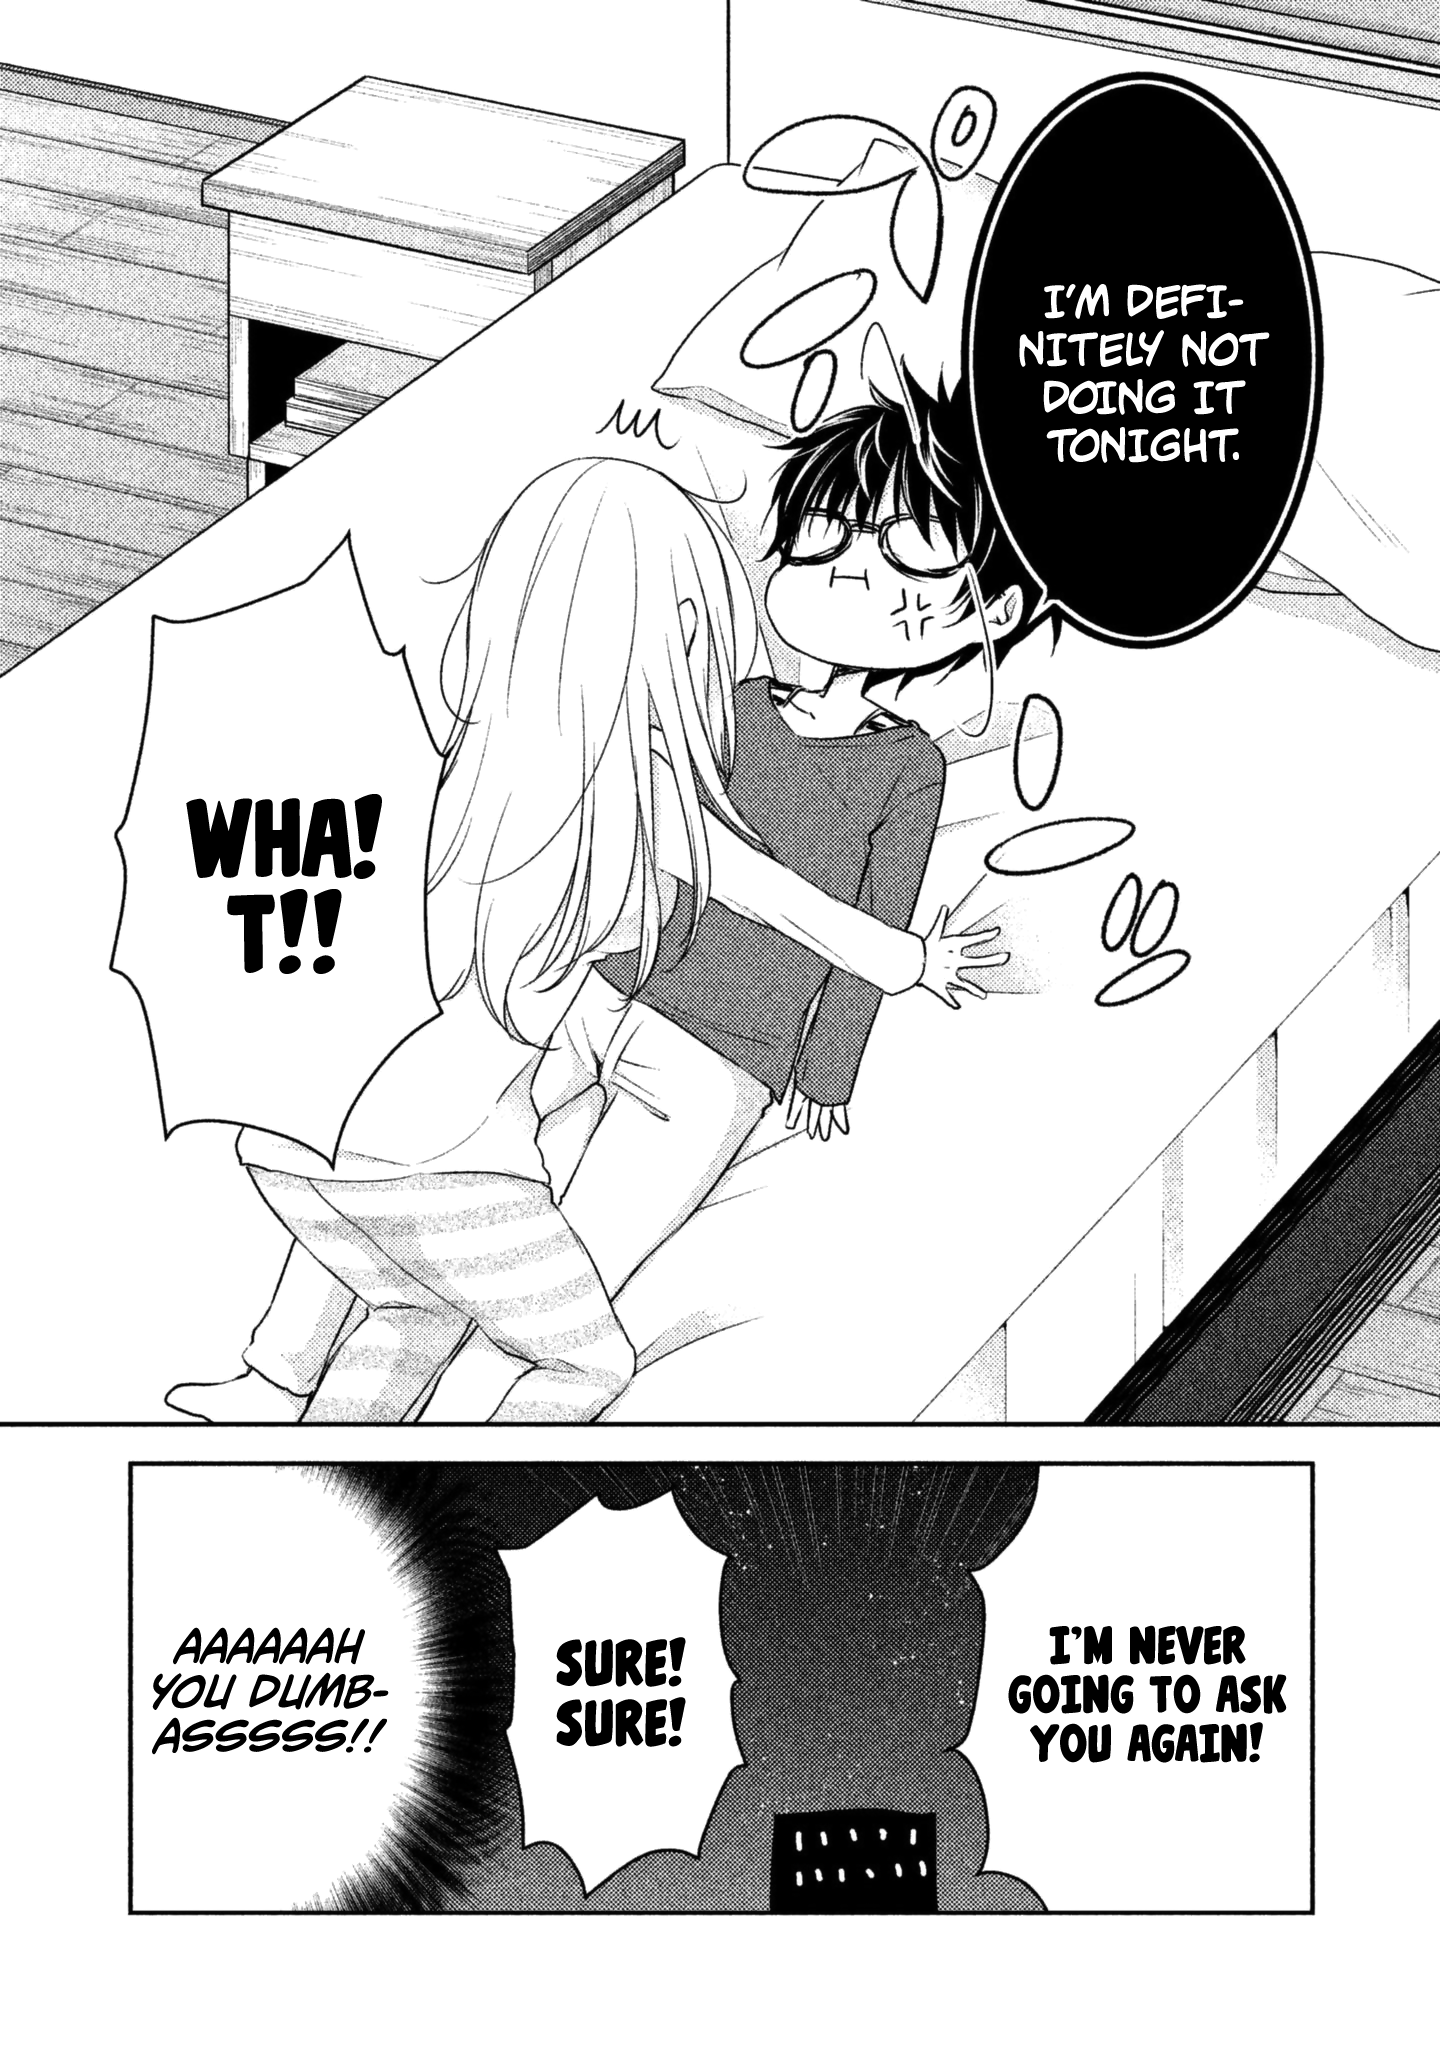 I'M DEFI-
NITELY NOT
DOING IT
TONIGHT.
WHA!
T!!
I'M NEVER
GOING TO ASK
YOU AGAIN!
SURE!
SURE!
AAAAAAH
YOU DUMB-
ASSSSS!!